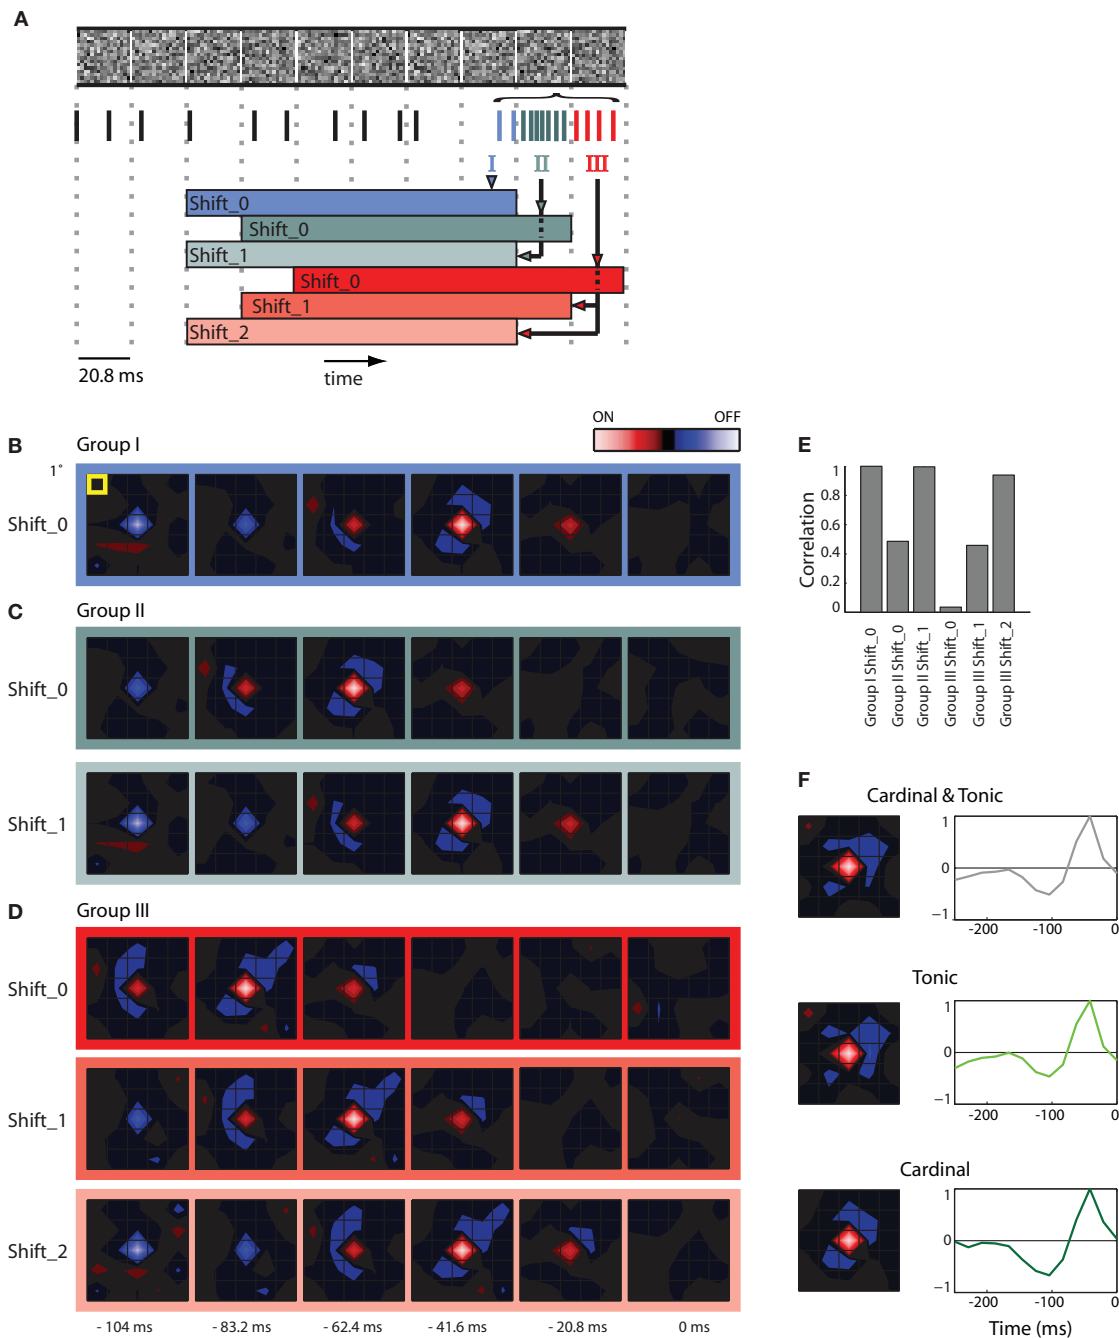 A
I
II
III
Shift_0
Shift_0
Shift_1
Shift_0
Shift_1
Shift_2
20.8 ms
time
ON
OFF
B
Group I
1°
Shift_0
C
Group II
Shift_0
Shift_1
D
Group III
Shift_0
Shift_1
Shift_2
- 104 ms
- 83.2 ms
- 62.4 ms
- 41.6 ms
- 20.8 ms
0 ms
E
Correlation
1
0.8
0.4
0.2
0
Group I Shift_0
Group II Shift_0
Group II Shift_1
Group III Shift_0
Group III Shift_1
Group III Shift_2
F
Cardinal & Tonic
1
0
−1
-200
-100
0
Tonic
1
0
−1
-200
-100
0
Cardinal
1
0
−1
-200
-100
0
Time (ms)